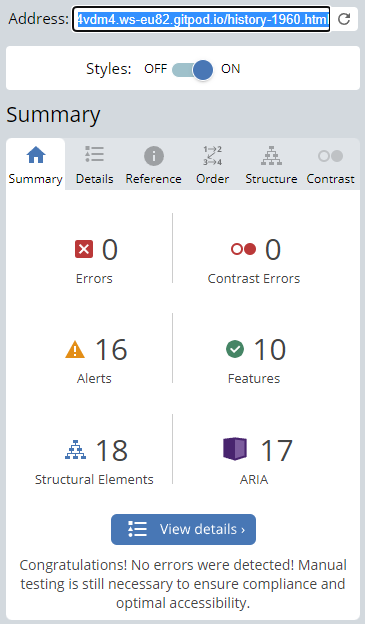 Address: 4vdm4.ws-eu82.gitpod.io/history-1960.html
Styles: OFF ON
Summary
Summary Details Reference Order Structure Contrast
0 0
Errors Contrast Errors
16 10
Alerts Features
18 17
Structural Elements ARIA
View details ›
Congratulations! No errors were detected! Manual
testing is still necessary to ensure compliance and
optimal accessibility.